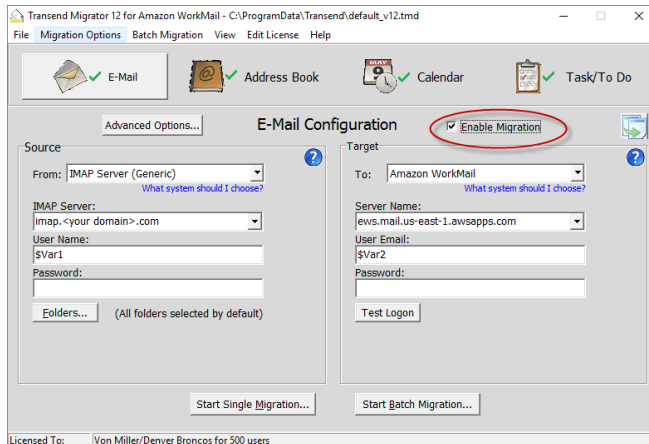 Transend Migrator 12 for Amazon WorkMail - C:\ProgramData\Transend\default_v12.tmd
File Migration Options Batch Migration View Edit License Help
E-Mail Address Book MAY Calendar Task/To Do
Advanced Options... E-Mail Configuration Enable Migration
Source Target
From: IMAP Server (Generic) To: Amazon WorkMail
What system should I choose? What system should I choose?
IMAP Server: Server Name:
imap.<your domain>.com ews.mail.us-east-1.awsapps.com
User Name: User Email:
$Var1 $Var2
Password: Password:
Folders... (All folders selected by default) Test Logon
Start Single Migration... Start Batch Migration...
Licensed To: Von Miller/Denver Broncos for 500 users